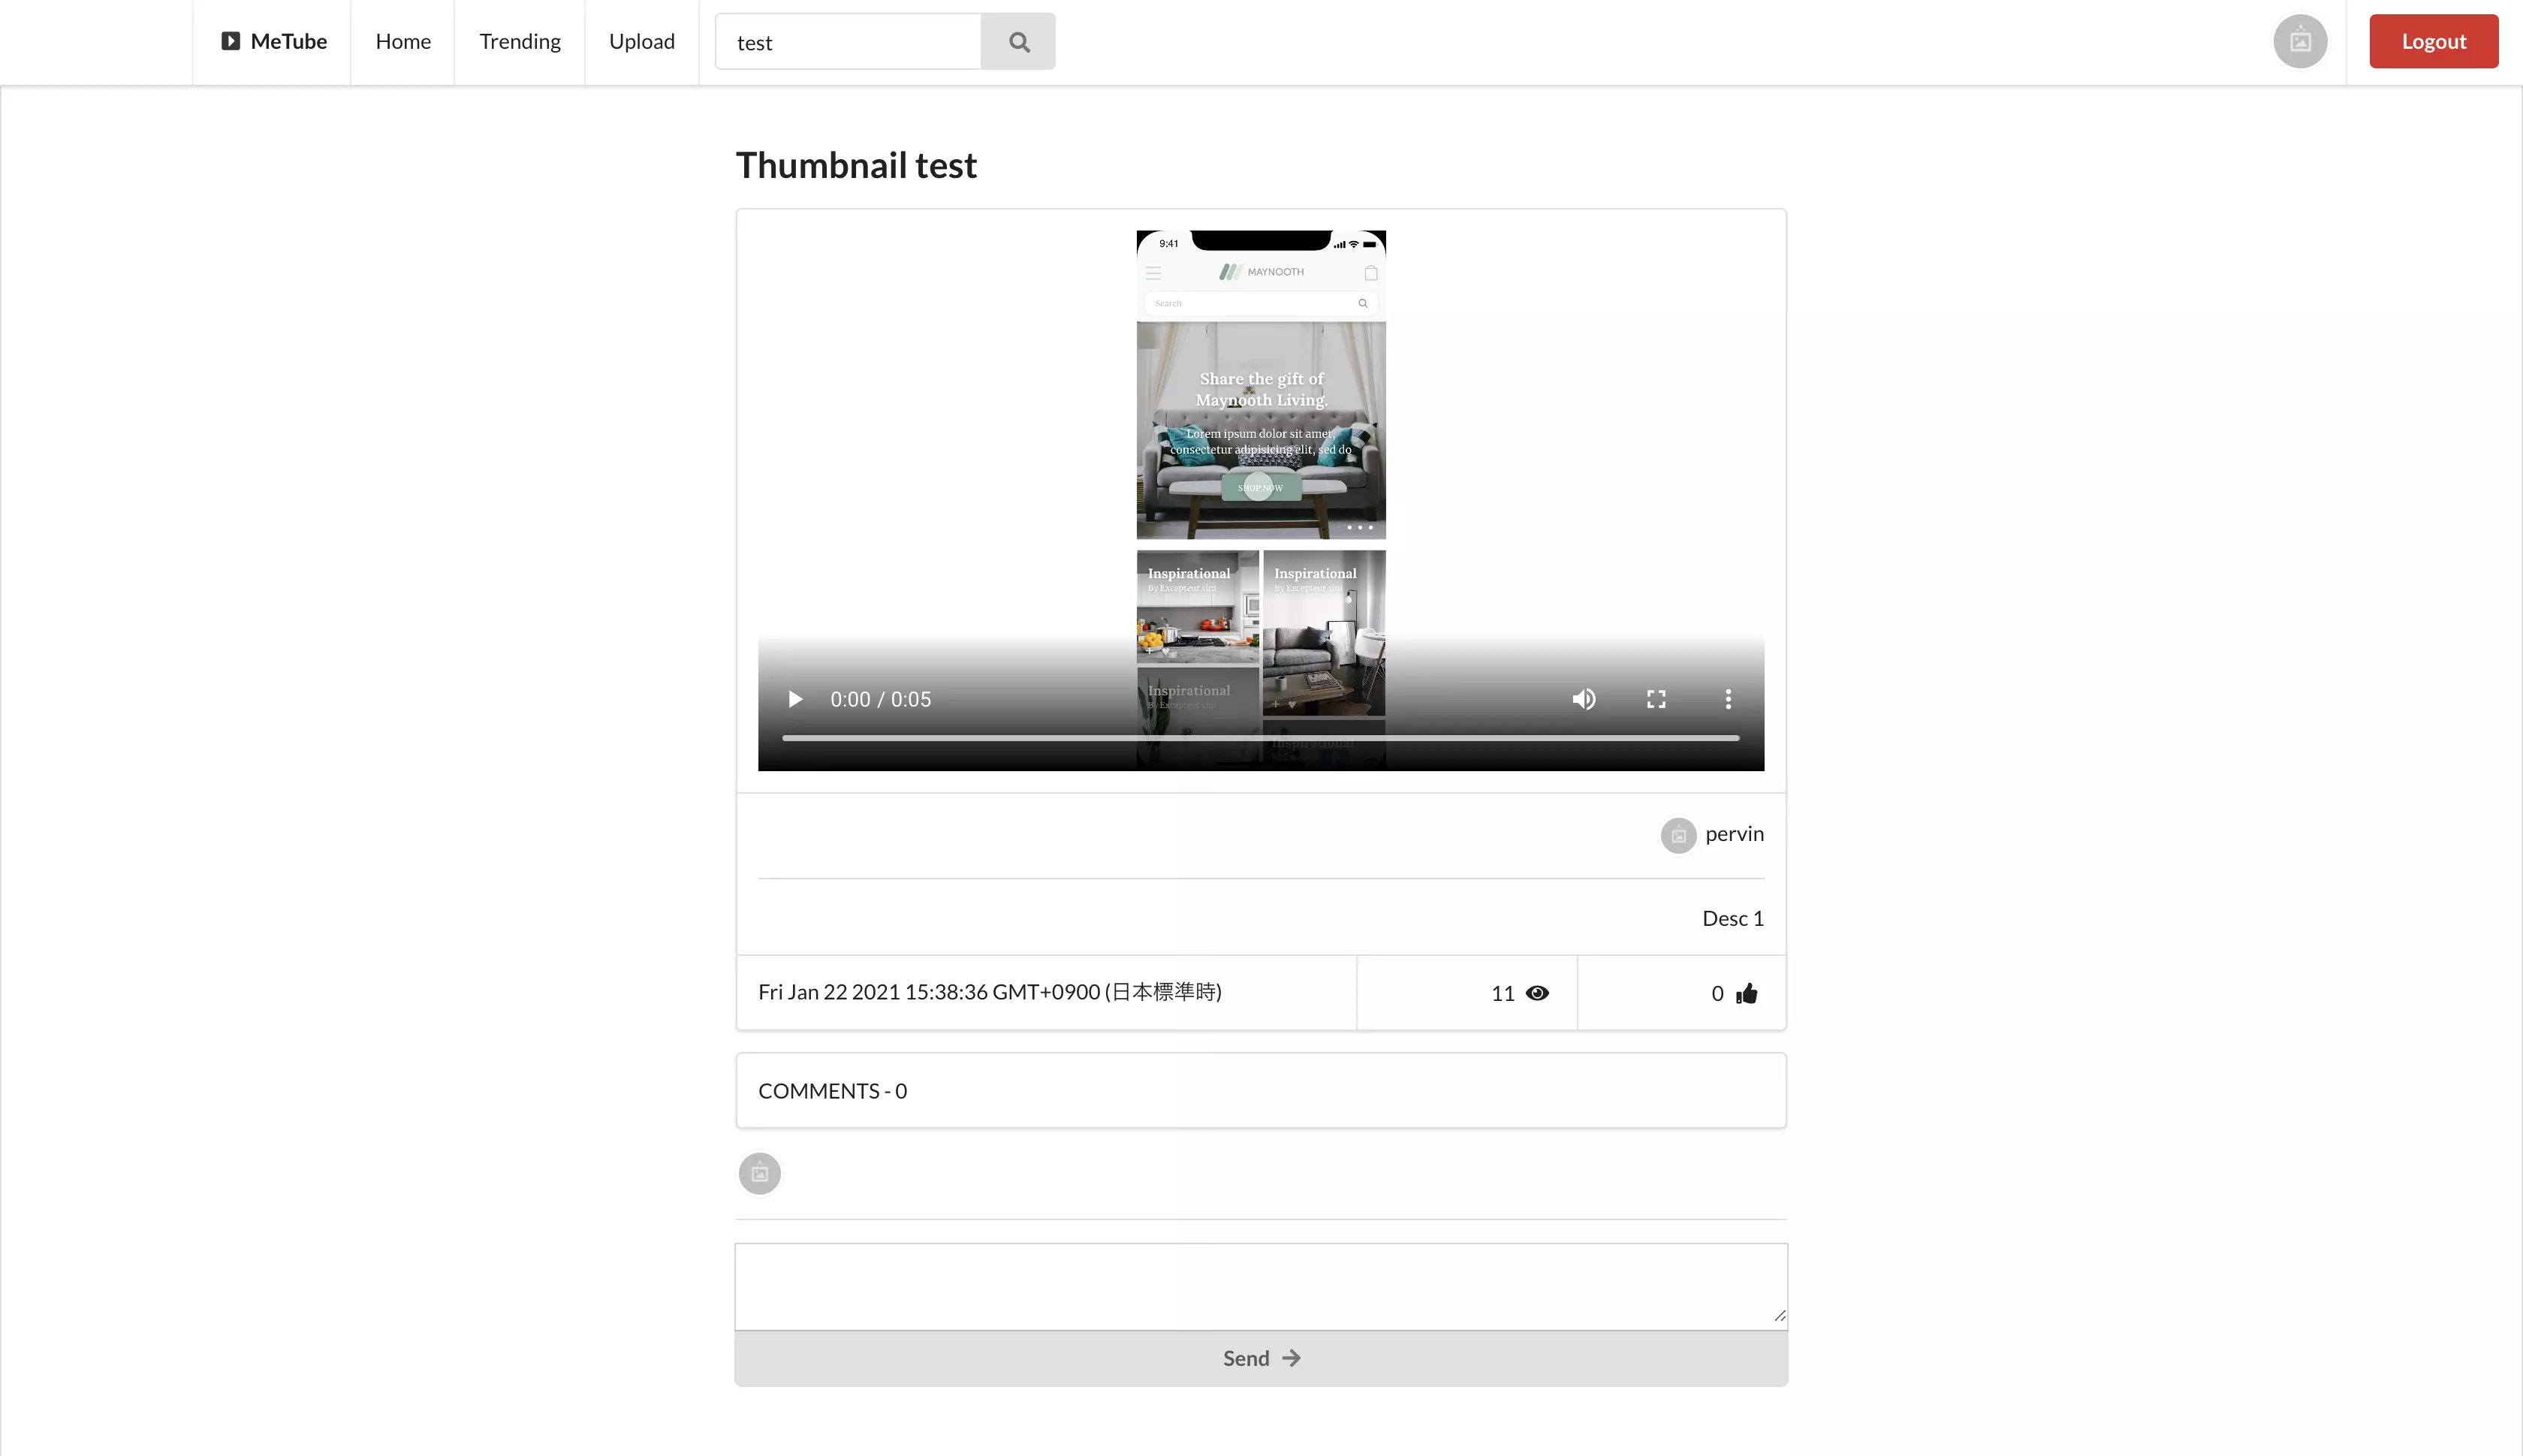 MeTube
Home
Trending
Upload
test
Logout
Thumbnail test
9:41
MAYNOOTH
Search
Share the gift of
Maynooth Living.
Lorem ipsum dolor sit amet,
consectetur adipisicing elit, sed do
SHOP NOW
Inspirational
By Excepteur sint
Inspirational
By Excepteur sint
Inspirational
By Excepteur sint
Inspirational
0:00 / 0:05
pervin
Desc 1
Fri Jan 22 2021 15:38:36 GMT+0900 (日本標準時)
11
0
COMMENTS - 0
Send